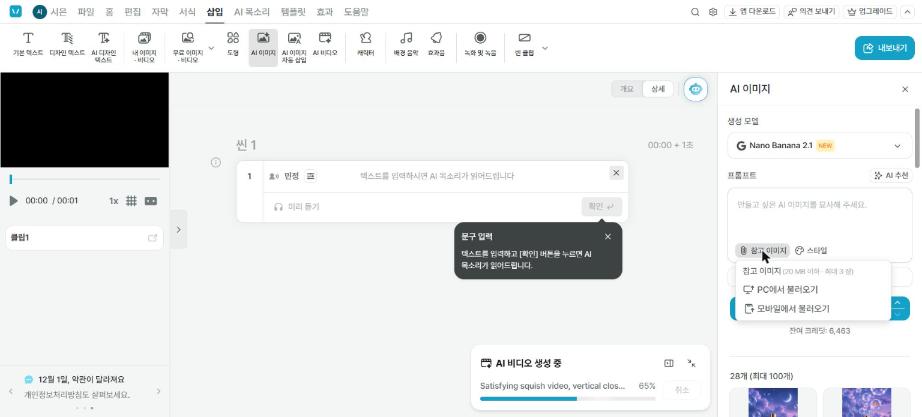 AI 시온 파일 홈 편집 자막 서식 삽입 AI 목소리 템플릿 효과 도움말
앱 다운로드 의견 보내기 업그레이드
기본 텍스트 디자인 텍스트 AI 디자인 텍스트 내 이미지·비디오 무료 이미지·비디오 도형 AI 이미지 AI 이미지 자동 삽입 AI 비디오 캐릭터 배경 음악 효과음 녹화 및 녹음 빈 클립
내보내기
개요 상세
AI 이미지
씬 1
00:00 + 1초
생성 모델
Nano Banana 2.1 NEW
1 민정 텍스트를 입력하시면 AI 목소리가 읽어드립니다
프롬프트 AI 추천
00:00 / 00:01 1x
만들고 싶은 AI 이미지를 묘사해 주세요.
미리 듣기 확인
클립1
문구 입력
텍스트를 입력하고 [확인] 버튼을 누르면 AI
목소리가 읽어드립니다.
참고 이미지 스타일
참고 이미지 (20 MB 이하 · 최대 3 장)
PC에서 불러오기
모바일에서 불러오기
잔여 크레딧: 6,463
AI 비디오 생성 중
Satisfying squish video, vertical clos... 65% 취소
28개 (최대 100개)
12월 1일, 약관이 달라져요
개인정보처리방침도 살펴보세요.